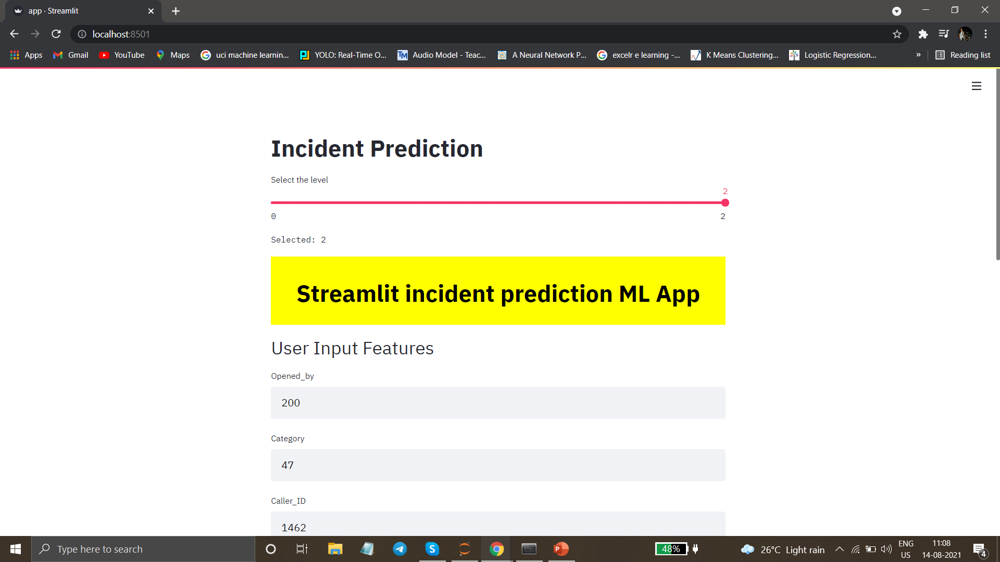 app · Streamlit
localhost:8501
Apps Gmail YouTube Maps uci machine learnin... YOLO: Real-Time O... TM Audio Model - Teac... A Neural Network P... excelr e learning -... K Means Clustering... Logistic Regression... » Reading list
Incident Prediction
Select the level
2
0 2
Selected: 2
Streamlit incident prediction ML App
User Input Features
Opened_by
200
Category
47
Caller_ID
1462
Type here to search
48%
26°C Light rain
ENG
US
11:08
14-08-2021
4